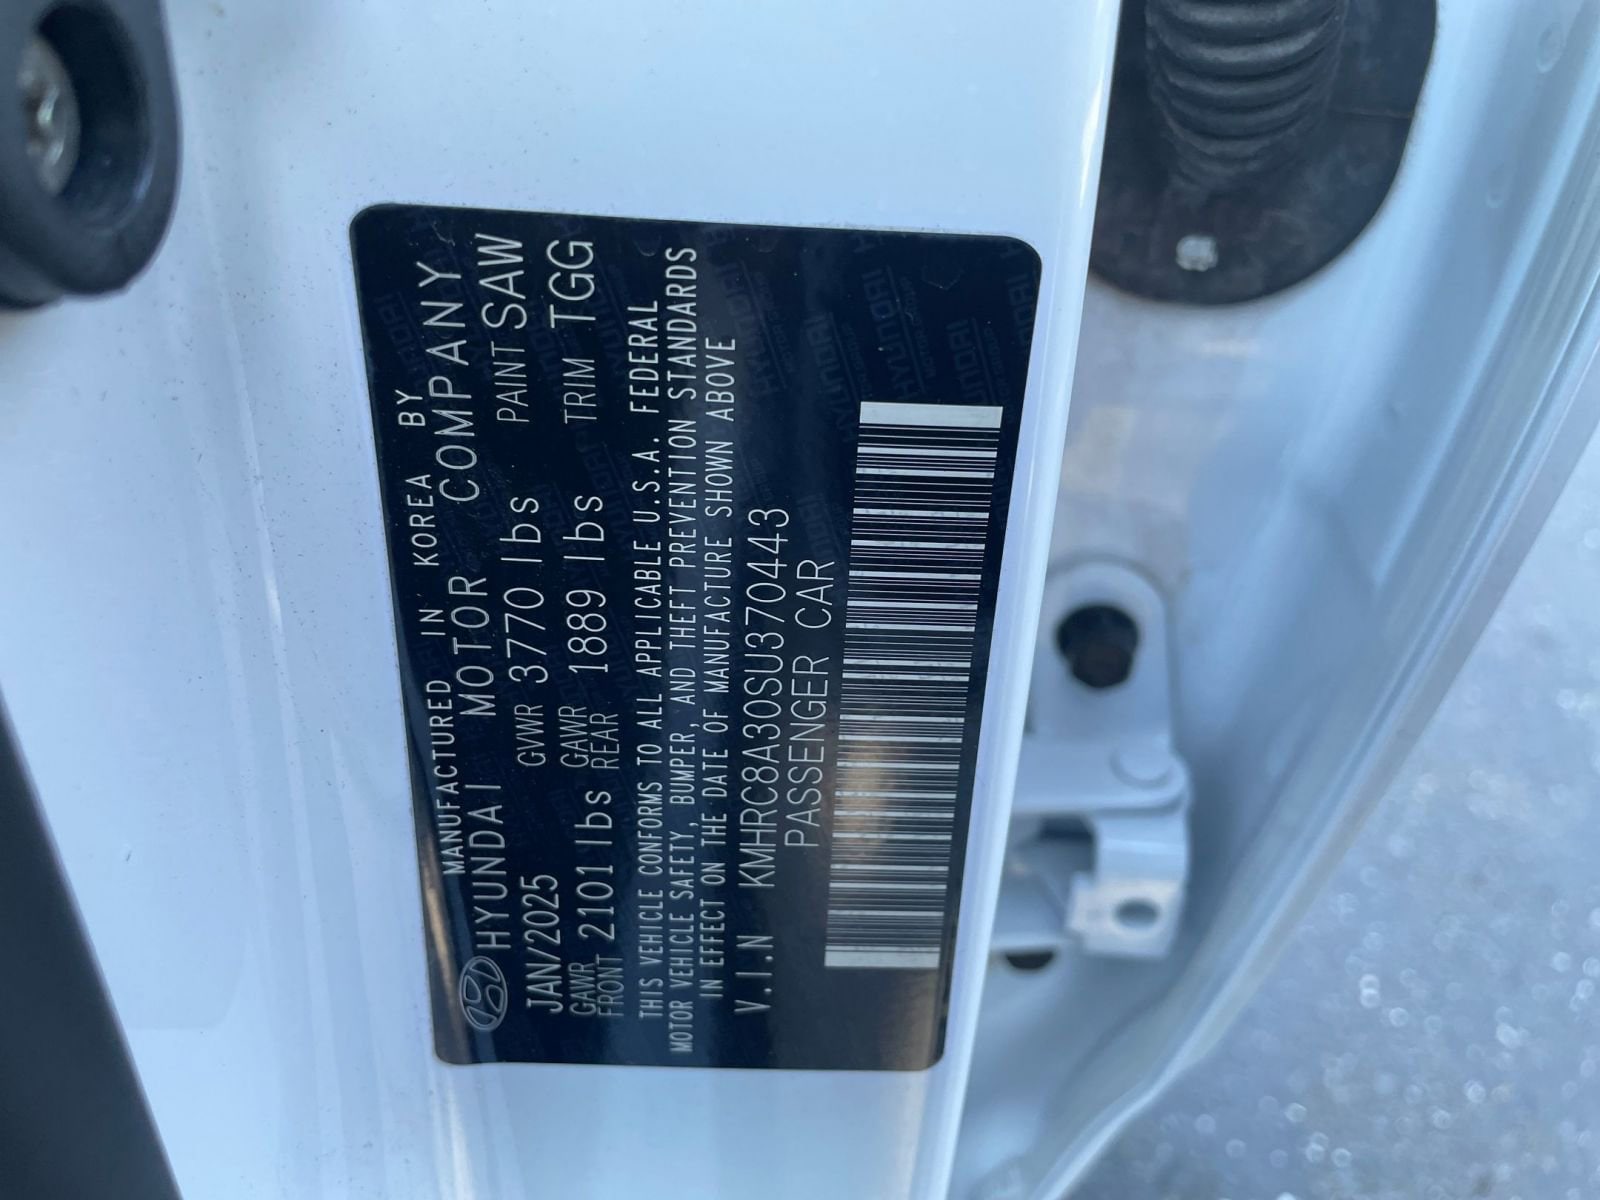 MANUFACTURED IN KOREA BY
HYUNDAI MOTOR COMPANY
JAN/2025 GWWR 3770 lbs PAINT SAW
GAWR FRONT 2101 lbs GAWR REAR 1889 lbs TRIM TGG
THIS VEHICLE CONFORMS TO ALL APPLICABLE U.S.A. FEDERAL
MOTOR VEHICLE SAFETY, BUMPER, AND THEFT PREVENTION STANDARDS
IN EFFECT ON THE DATE OF MANUFACTURE SHOWN ABOVE
V.I.N KMHRC8A30SU370443
PASSENGER CAR